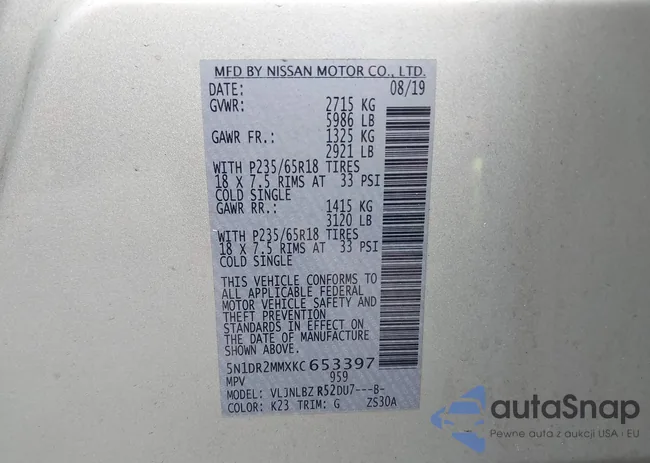 MFD BY NISSAN MOTOR CO., LTD.
DATE: 08/19
GVWR: 2715 KG
5986 LB
GAWR FR.: 1325 KG
2921 LB
WITH P235/65R18 TIRES
18 X 7.5 RIMS AT 33 PSI
COLD SINGLE
GAWR RR.: 1415 KG
3120 LB
WITH P235/65R18 TIRES
18 X 7.5 RIMS AT 33 PSI
COLD SINGLE
THIS VEHICLE CONFORMS TO
ALL APPLICABLE FEDERAL
MOTOR VEHICLE SAFETY AND
THEFT PREVENTION
STANDARDS IN EFFECT ON
THE DATE OF MANUFACTURE
SHOWN ABOVE.
5N1DR2MMXKC653397
MPV 959
MODEL: VLJNLBZ R52DU7---B-
COLOR: K23 TRIM: G ZS30A
autaSnap
Pewne auta z aukcji USA i EU